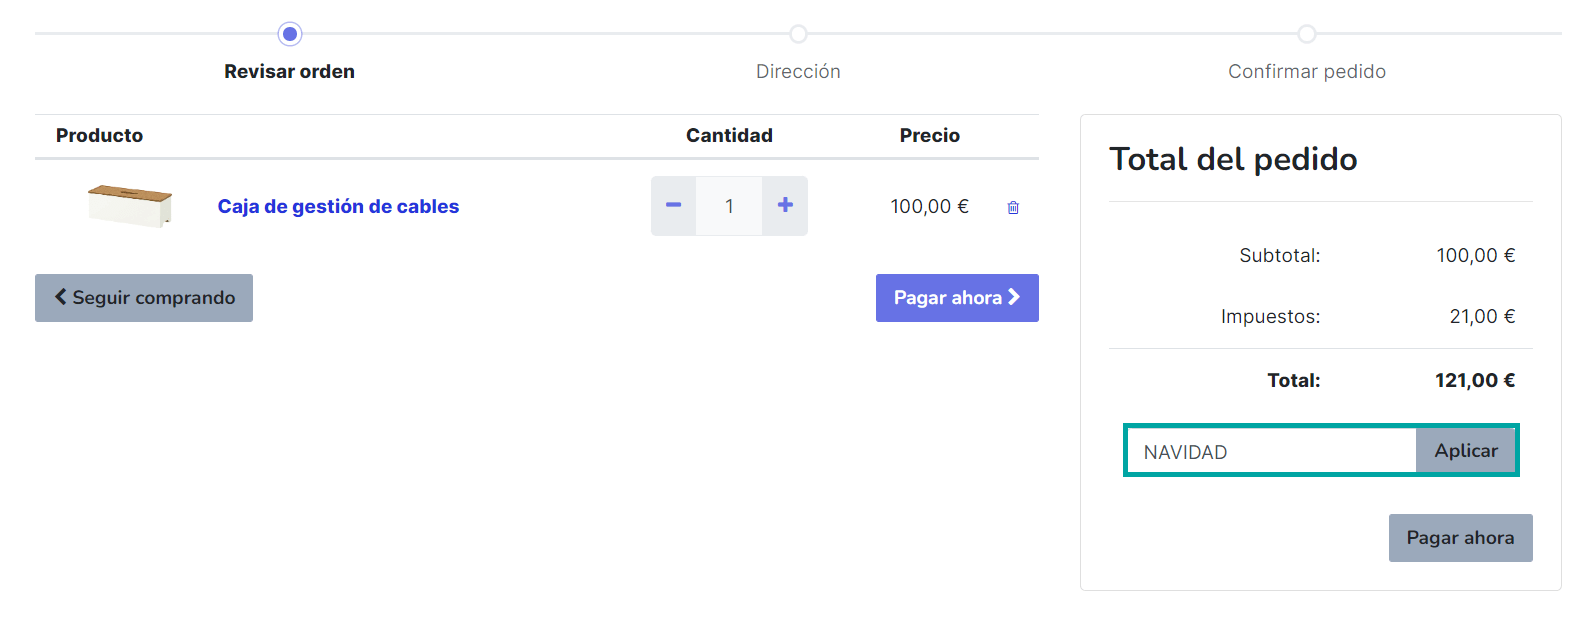 Revisar orden
Dirección
Confirmar pedido
Producto Cantidad Precio
Caja de gestión de cables 1 100,00 €
Seguir comprando
Pagar ahora
Total del pedido
Subtotal: 100,00 €
Impuestos: 21,00 €
Total: 121,00 €
NAVIDAD Aplicar
Pagar ahora